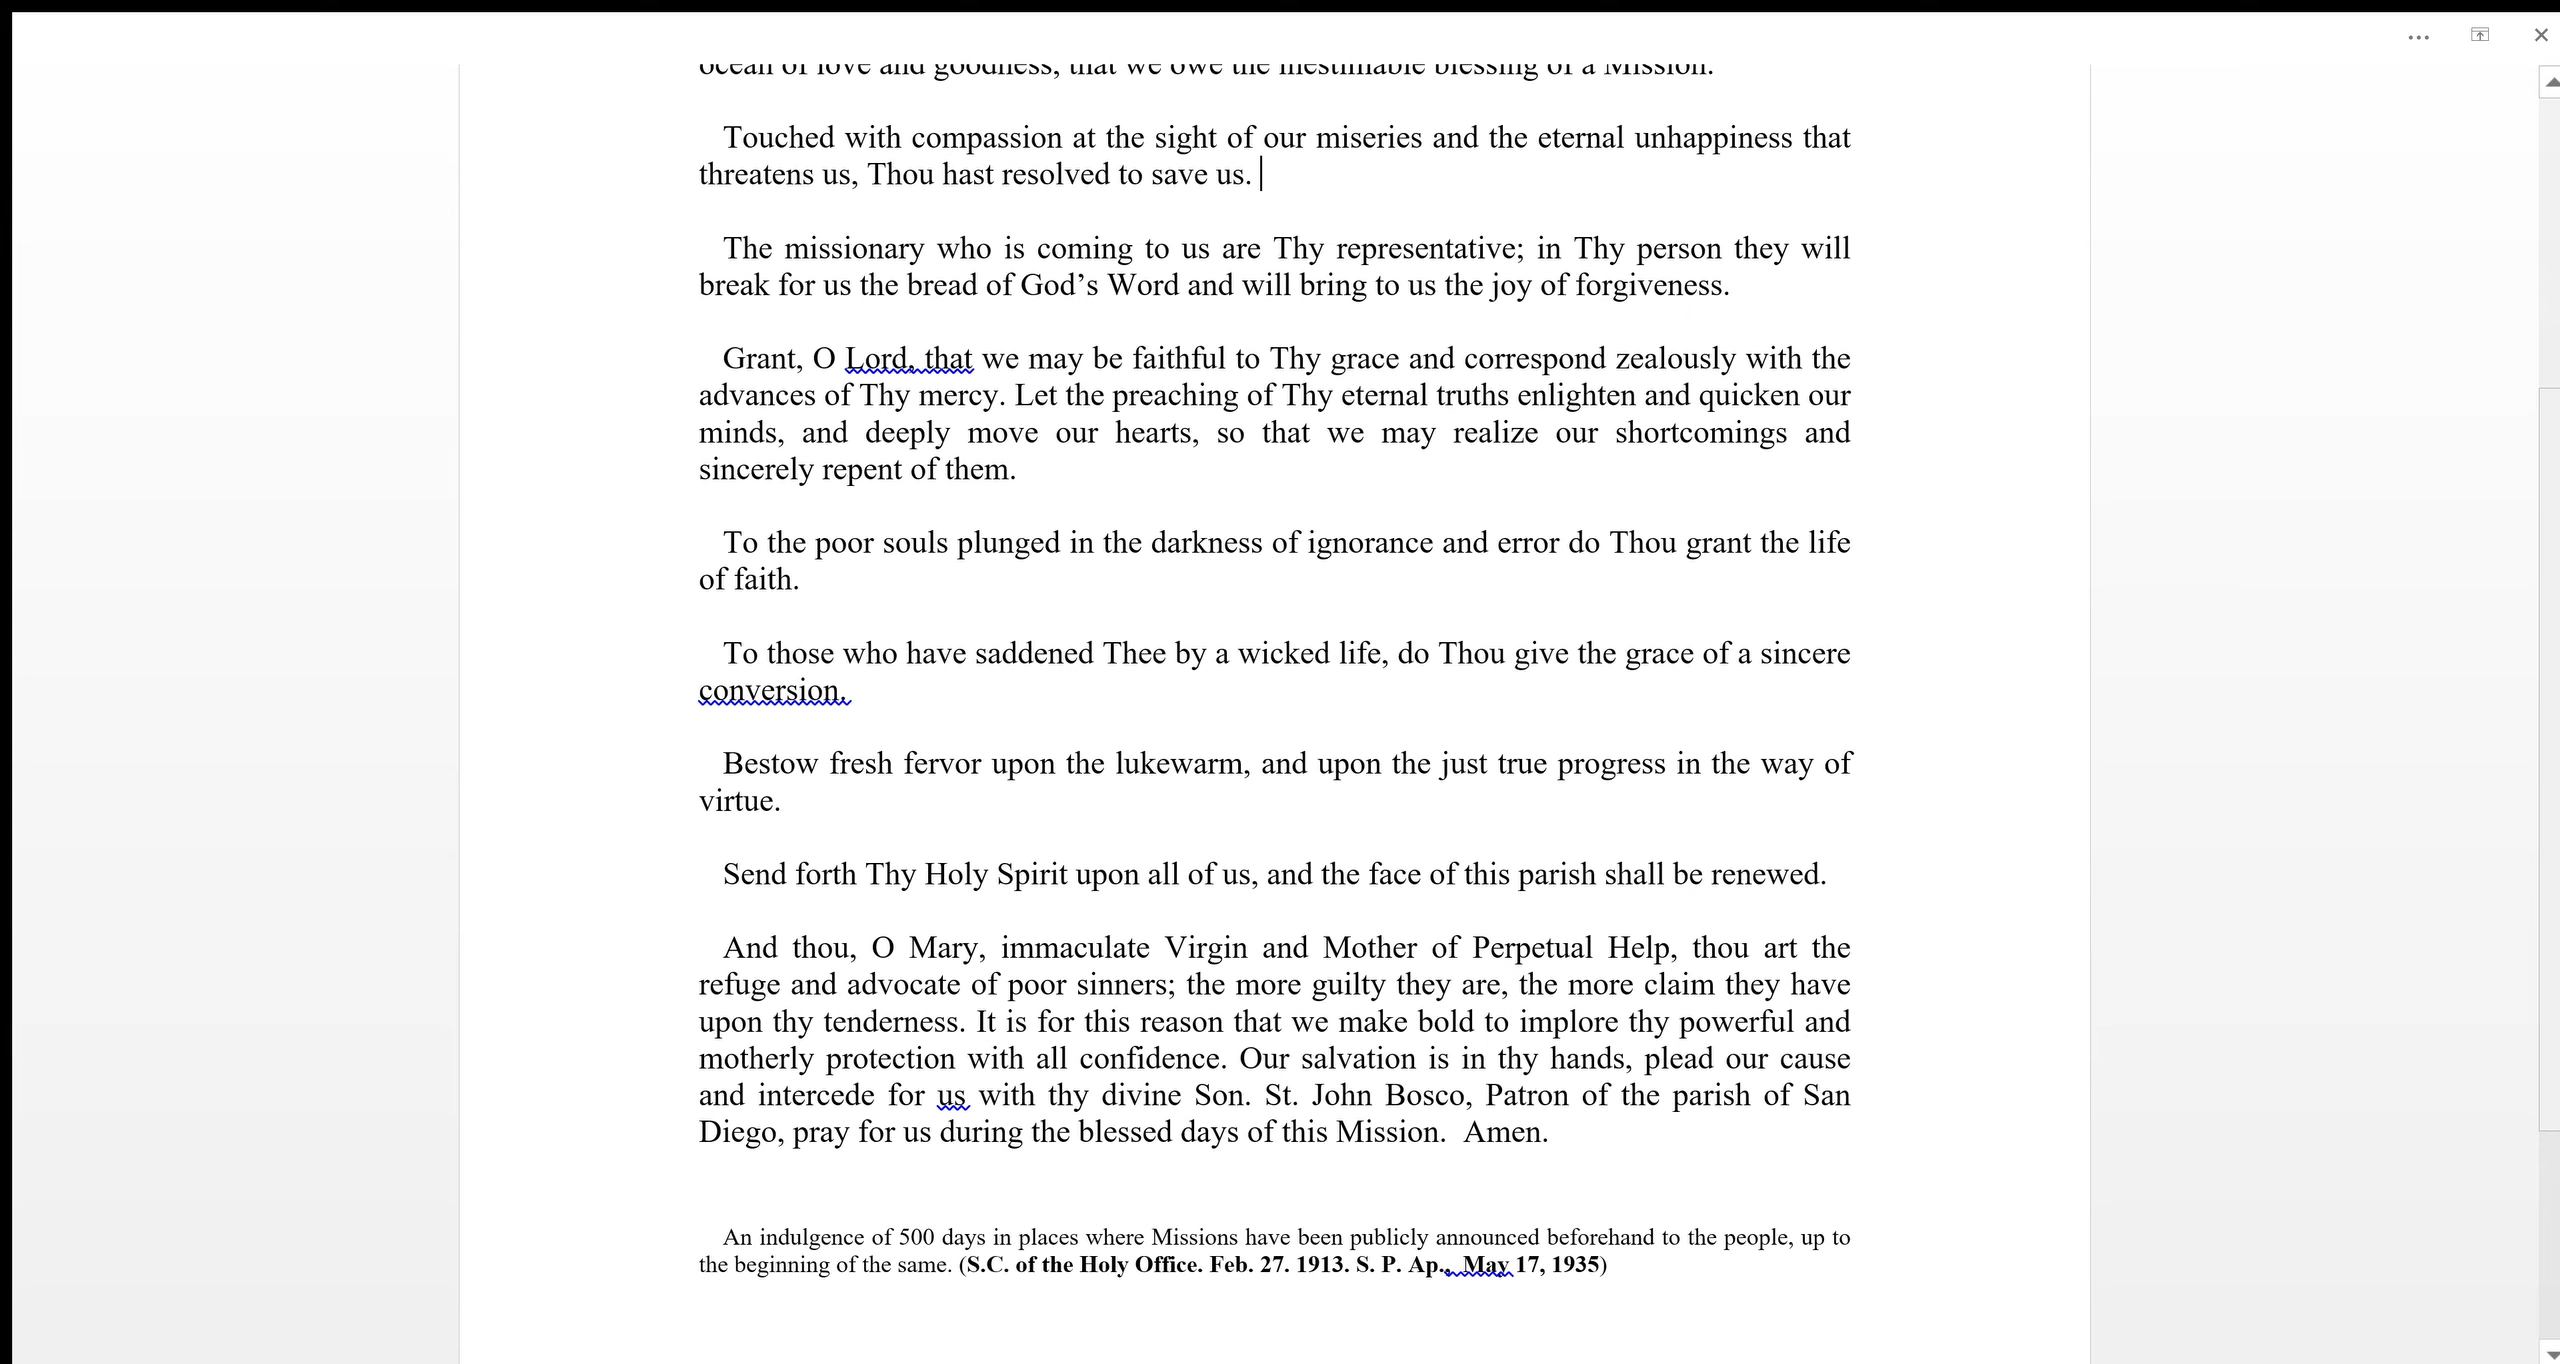 ocean of love and goodness, that we owe the inestimable blessing of a Mission.
Touched with compassion at the sight of our miseries and the eternal unhappiness that
threatens us, Thou hast resolved to save us.
The missionary who is coming to us are Thy representative; in Thy person they will
break for us the bread of God’s Word and will bring to us the joy of forgiveness.
Grant, O Lord, that we may be faithful to Thy grace and correspond zealously with the
advances of Thy mercy. Let the preaching of Thy eternal truths enlighten and quicken our
minds, and deeply move our hearts, so that we may realize our shortcomings and
sincerely repent of them.
To the poor souls plunged in the darkness of ignorance and error do Thou grant the life
of faith.
To those who have saddened Thee by a wicked life, do Thou give the grace of a sincere
conversion.
Bestow fresh fervor upon the lukewarm, and upon the just true progress in the way of
virtue.
Send forth Thy Holy Spirit upon all of us, and the face of this parish shall be renewed.
And thou, O Mary, immaculate Virgin and Mother of Perpetual Help, thou art the
refuge and advocate of poor sinners; the more guilty they are, the more claim they have
upon thy tenderness. It is for this reason that we make bold to implore thy powerful and
motherly protection with all confidence. Our salvation is in thy hands, plead our cause
and intercede for us with thy divine Son. St. John Bosco, Patron of the parish of San
Diego, pray for us during the blessed days of this Mission.  Amen.
An indulgence of 500 days in places where Missions have been publicly announced beforehand to the people, up to
the beginning of the same. (S.C. of the Holy Office. Feb. 27. 1913. S. P. Ap., May 17, 1935)